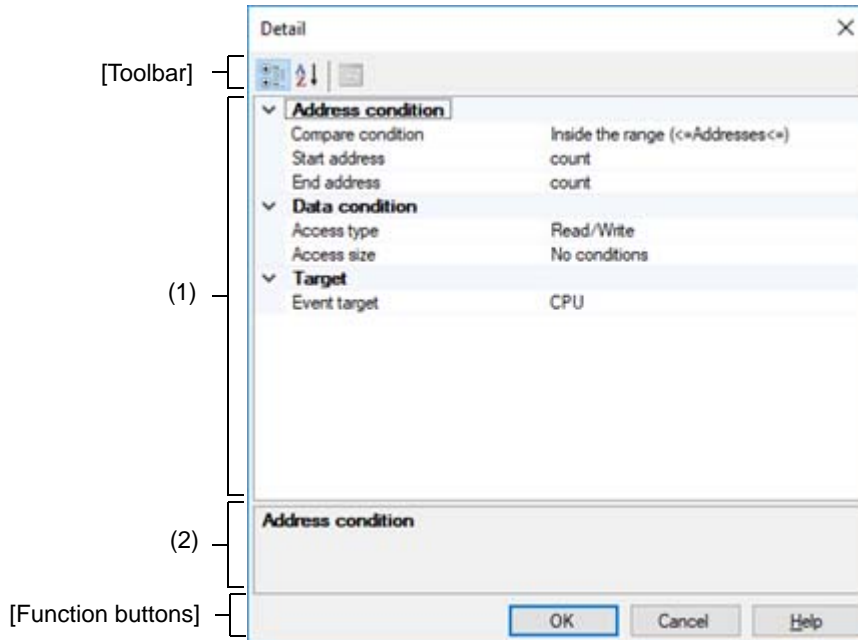 Detail
[Toolbar]
Address condition
Compare condition Inside the range (<=Addresses<=)
Start address count
End address count
Data condition
Access type Read/Write
Access size No conditions
(1)
Target
Event target CPU
(2)
Address condition
[Function buttons]
OK Cancel Help